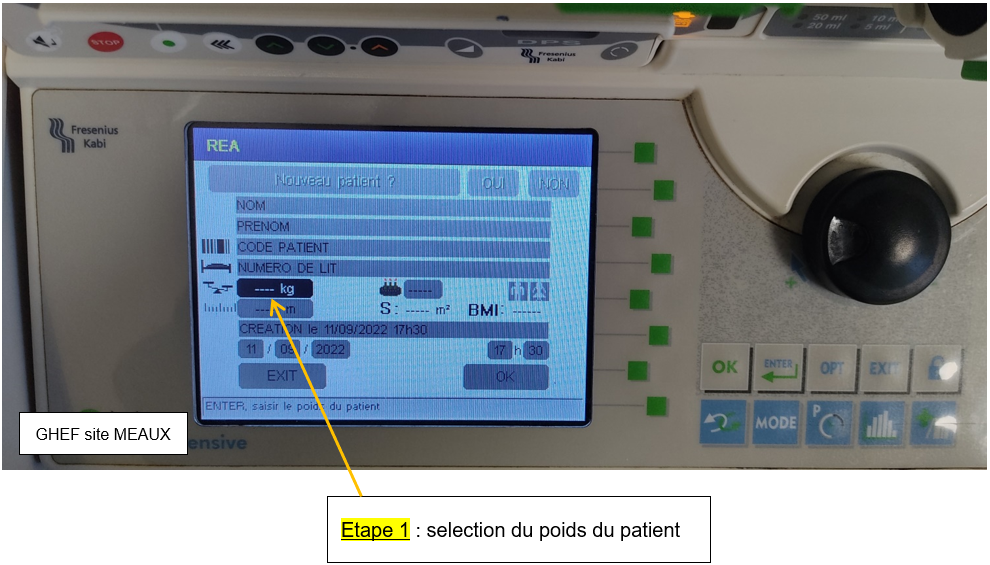 STOP
DPS
Fresenius
Kabi
50 ml
10 m
20 ml
5 ml
Fresenius
Kabi
REA
Nouveau patient ?
OUI
NON
NOM
PRENOM
CODE PATIENT
NUMERO DE LIT
---- kg
-----
---- m
S: ----- m²
BMI: ------
CREATION le 11/09/2022 17h30
11 / 09 / 2022
17 h 30
EXIT
OK
ENTER, saisir le poids du patient
OK
ENTER
OPT
EXIT
MODE
P
GHEF site MEAUX
ensive
Etape 1 : selection du poids du patient